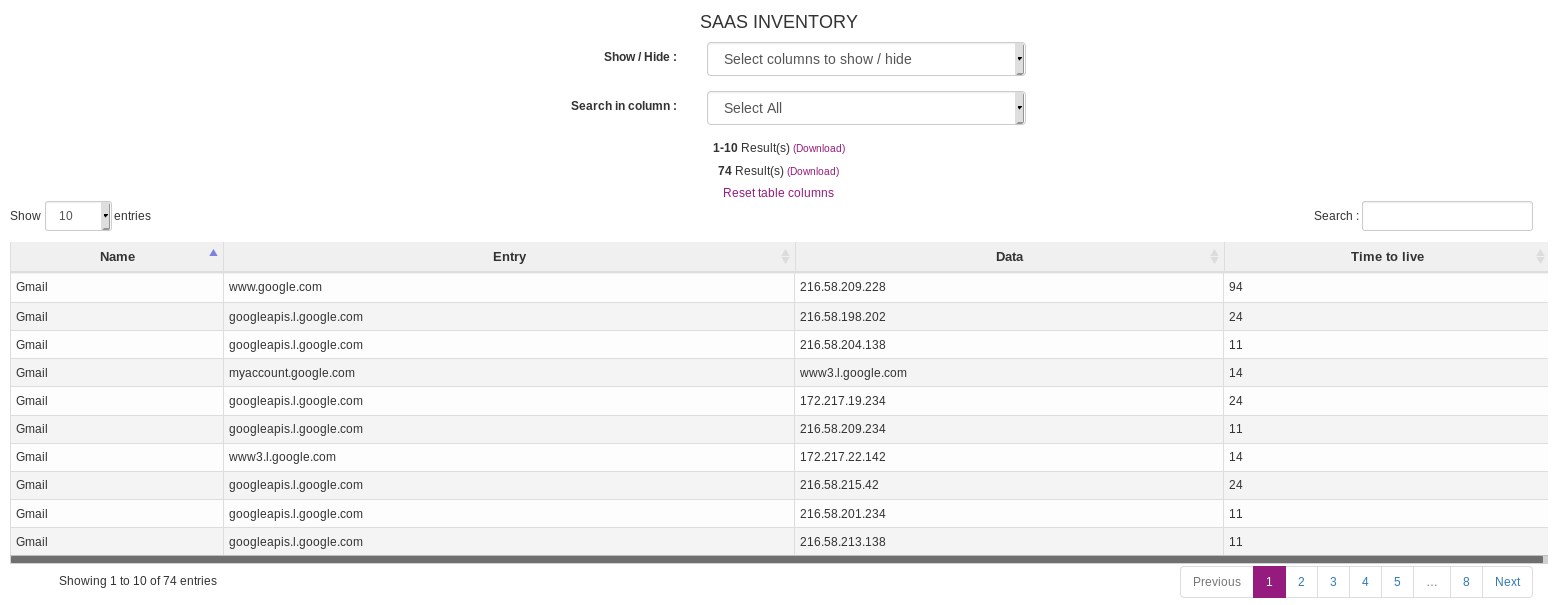 SAAS INVENTORY
Show / Hide : Select columns to show / hide
Search in column : Select All
1-10 Result(s) (Download)
74 Result(s) (Download)
Reset table columns
Show 10 entries Search :
Name Entry Data Time to live
Gmail www.google.com 216.58.209.228 94
Gmail googleapis.l.google.com 216.58.198.202 24
Gmail googleapis.l.google.com 216.58.204.138 11
Gmail myaccount.google.com www3.l.google.com 14
Gmail googleapis.l.google.com 172.217.19.234 24
Gmail googleapis.l.google.com 216.58.209.234 11
Gmail www3.l.google.com 172.217.22.142 14
Gmail googleapis.l.google.com 216.58.215.42 24
Gmail googleapis.l.google.com 216.58.201.234 11
Gmail googleapis.l.google.com 216.58.213.138 11
Showing 1 to 10 of 74 entries Previous 1 2 3 4 5 … 8 Next